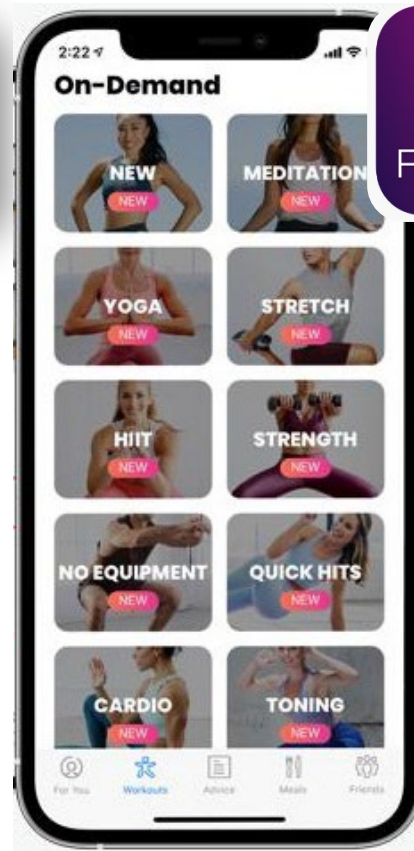 2:22
On-Demand
NEW
NEW
MEDITATION
NEW
YOGA
NEW
STRETCH
NEW
HIIT
NEW
STRENGTH
NEW
NO EQUIPMENT
NEW
QUICK HITS
NEW
CARDIO
NEW
TONING
NEW
For You
Workouts
Advice
Meals
Friends
F